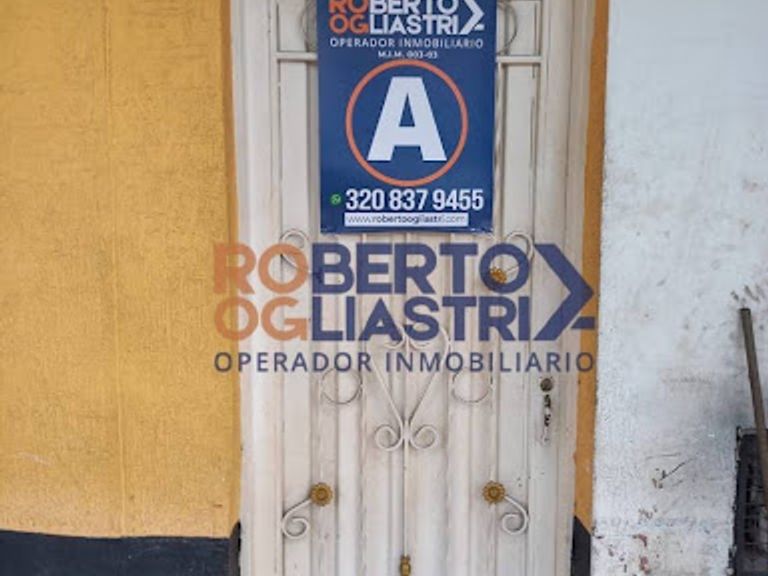 ROBERTO
OGLIASTRI
OPERADOR INMOBILIARIO
M.I.M. 003-03
A
320 837 9455
www.robertoogliastri.com
ROBERTO
OGLIASTRI
OPERADOR INMOBILIARIO